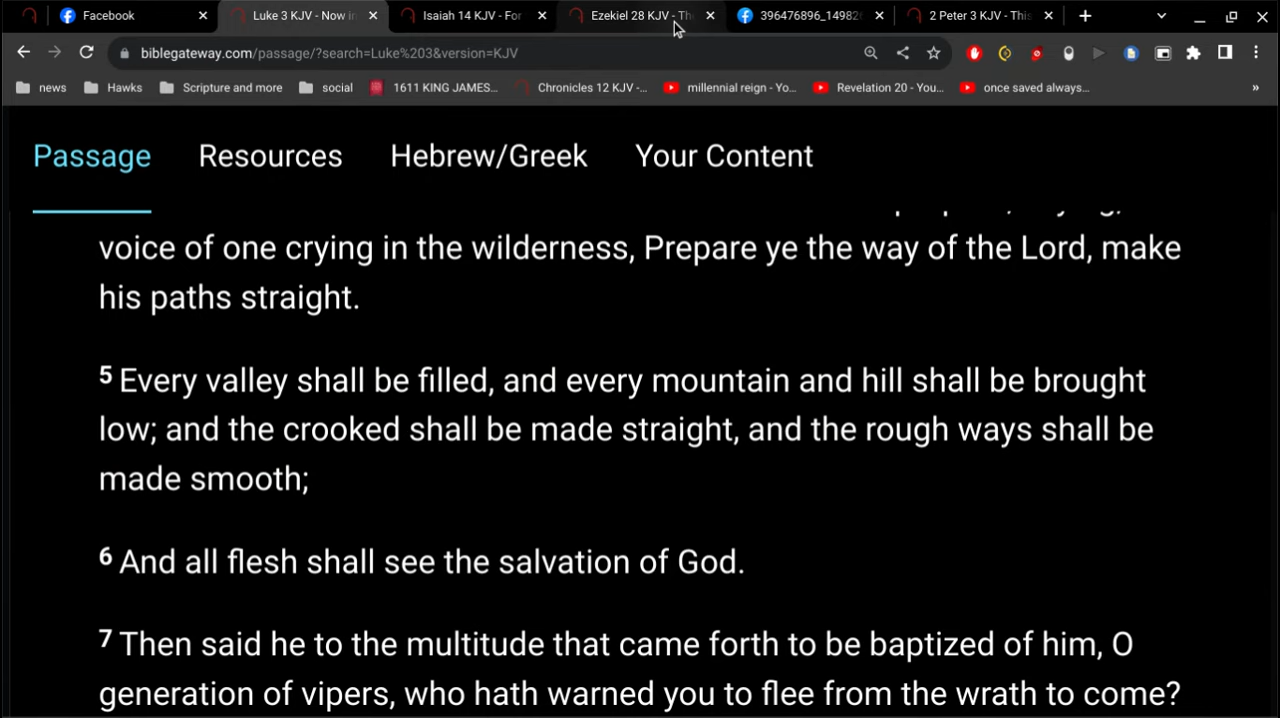 Facebook
Luke 3 KJV - Now in
Isaiah 14 KJV - For
Ezekiel 28 KJV - Th
396476896_14982
2 Peter 3 KJV - This
biblegateway.com/passage/?search=Luke%203&version=KJV
news
Hawks
Scripture and more
social
1611 KING JAMES...
Chronicles 12 KJV -...
millennial reign - Yo...
Revelation 20 - You...
once saved always...
»
Passage
Resources
Hebrew/Greek
Your Content
voice of one crying in the wilderness, Prepare ye the way of the Lord, make
his paths straight.
5 Every valley shall be filled, and every mountain and hill shall be brought
low; and the crooked shall be made straight, and the rough ways shall be
made smooth;
6 And all flesh shall see the salvation of God.
7 Then said he to the multitude that came forth to be baptized of him, O
generation of vipers, who hath warned you to flee from the wrath to come?